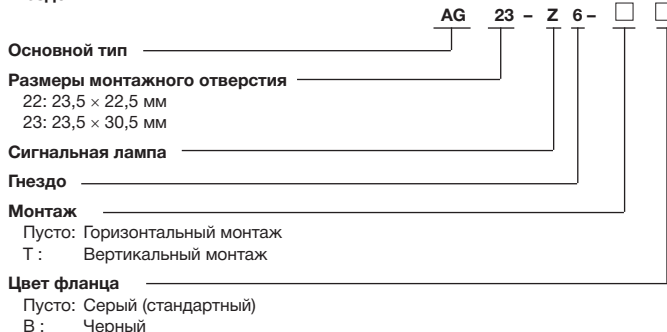 AG 23 – Z 6 – □ □
Основной тип
Размеры монтажного отверстия
22: 23,5 × 22,5 мм
23: 23,5 × 30,5 мм
Сигнальная лампа
Гнездо
Монтаж
Пусто: Горизонтальный монтаж
T : Вертикальный монтаж
Цвет фланца
Пусто: Серый (стандартный)
B : Черный